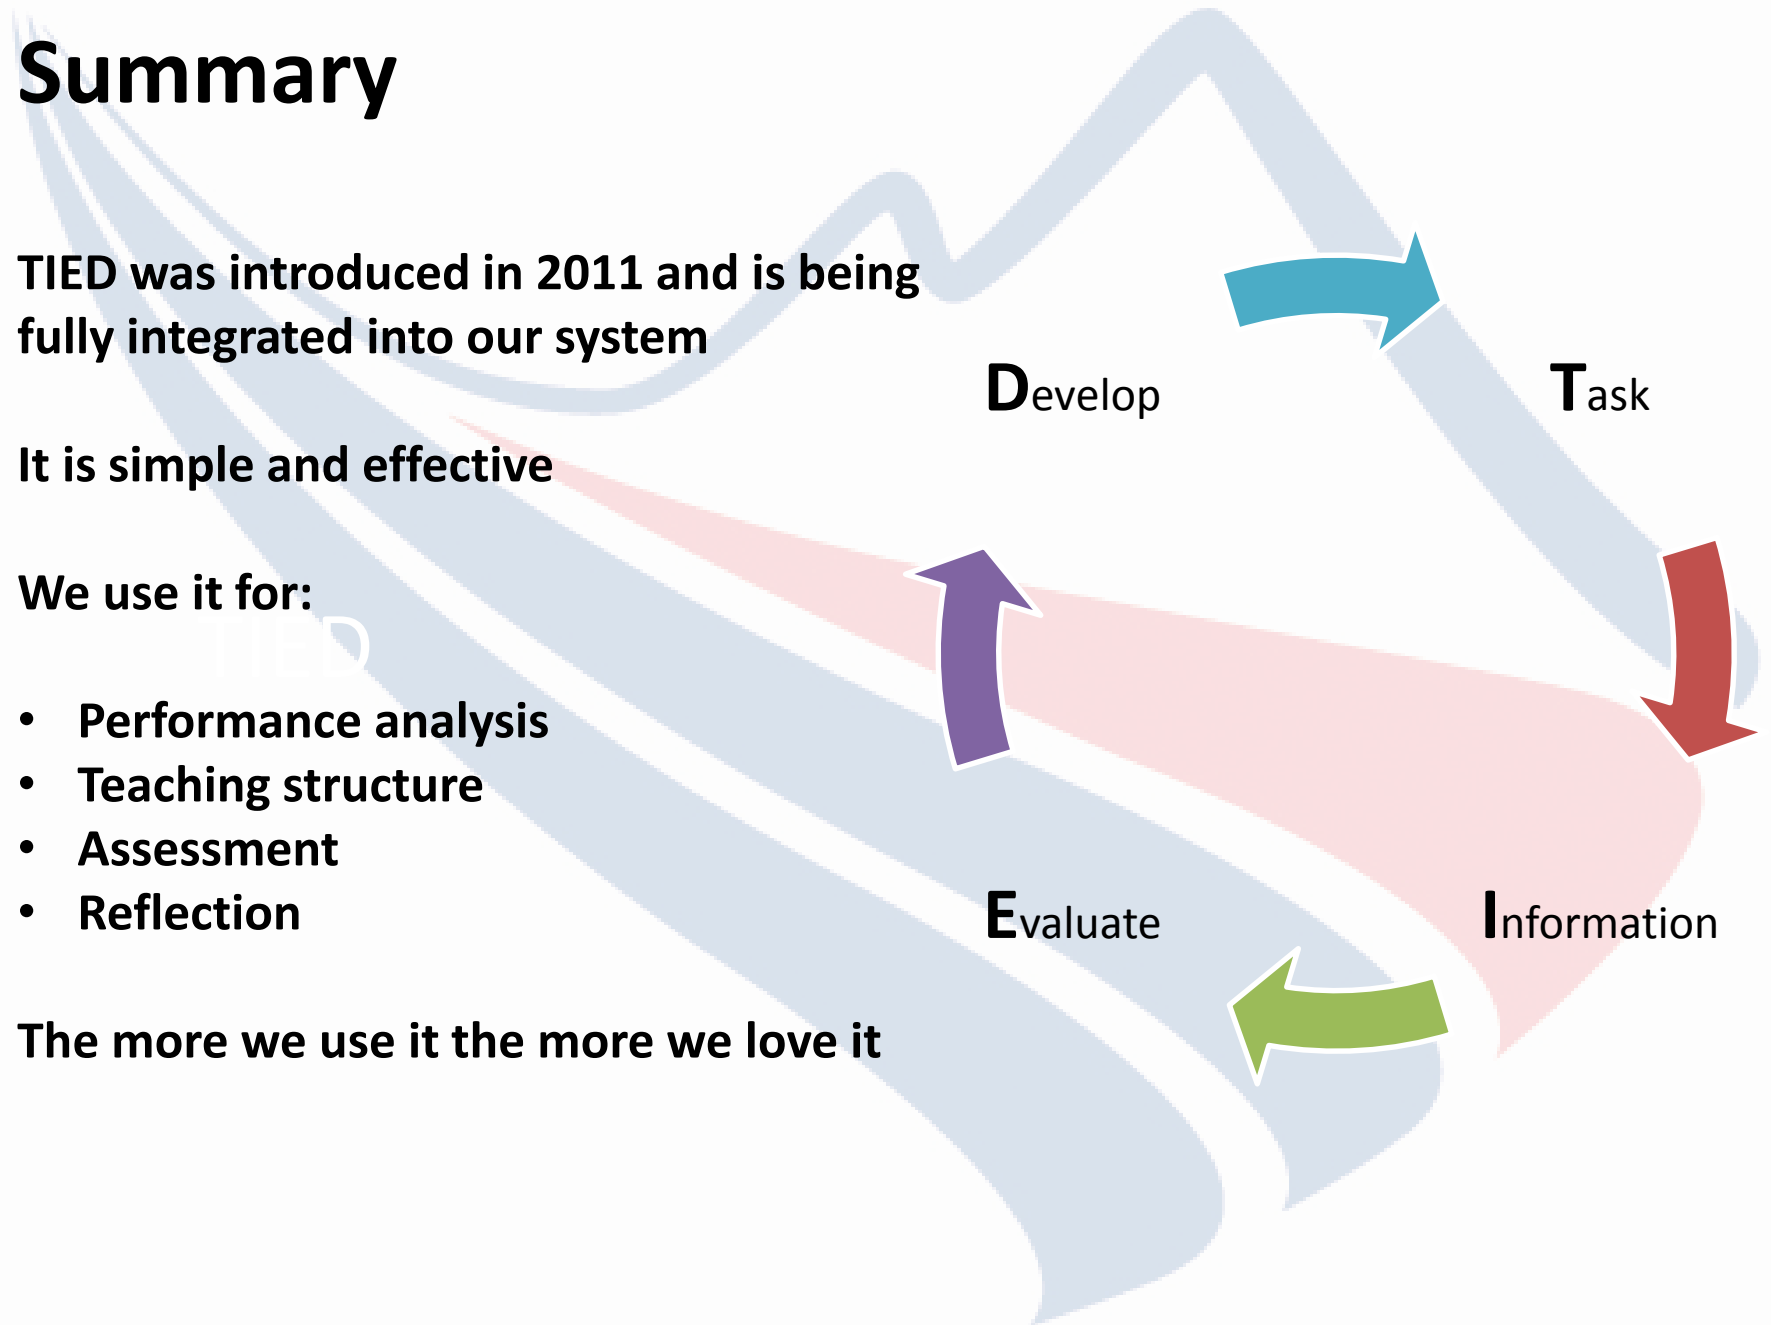 Summary
TIED was introduced in 2011 and is being
fully integrated into our system
It is simple and effective
We use it for:
TIED
• Performance analysis
• Teaching structure
• Assessment
• Reflection
The more we use it the more we love it
Develop
Task
Evaluate
Information